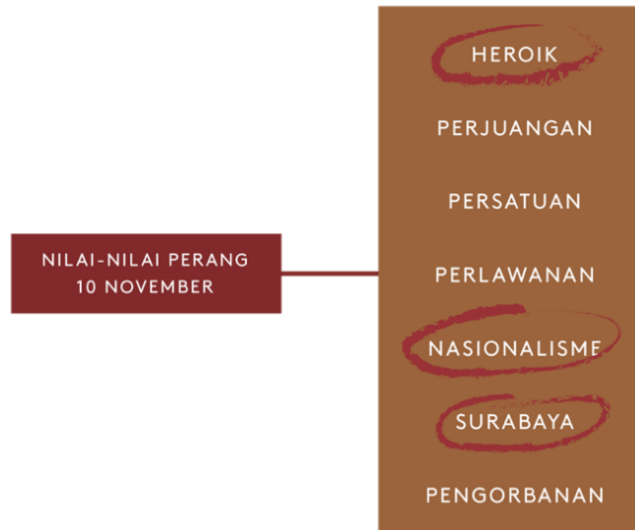 NILAI-NILAI PERANG
10 NOVEMBER
HEROIK
PERJUANGAN
PERSATUAN
PERLAWANAN
NASIONALISME
SURABAYA
PENGORBANAN